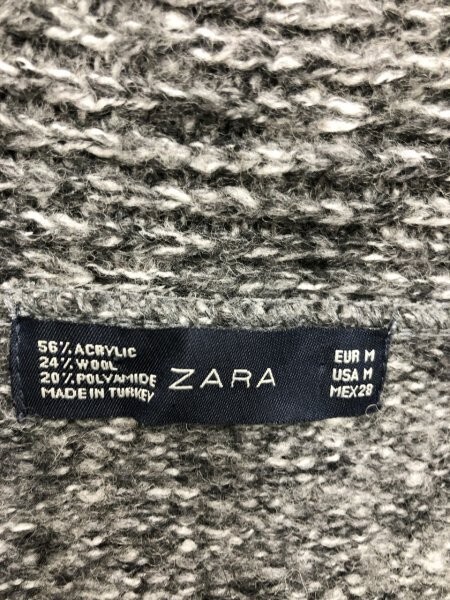 56% ACRYLIC
24% WOOL
20% POLYAMIDE
MADE IN TURKEY
ZARA
EUR M
USA M
MEX 28